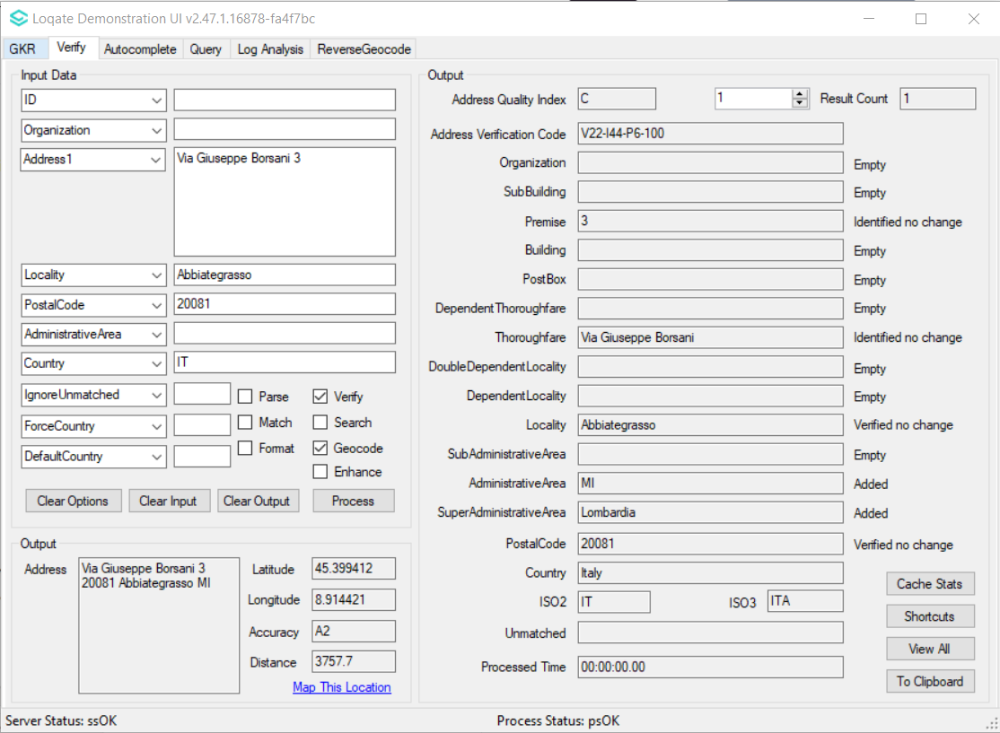 Loqate Demonstration UI v2.47.1.16878-fa4f7bc
GKR Verify Autocomplete Query Log Analysis ReverseGeocode
Input Data
ID
Organization
Address1 Via Giuseppe Borsani 3
Locality Abbiategrasso
PostalCode 20081
AdministrativeArea
Country IT
IgnoreUnmatched Parse Verify
ForceCountry Match Search
DefaultCountry Format Geocode
Enhance
Clear Options Clear Input Clear Output Process
Output
Address Via Giuseppe Borsani 3
20081 Abbiategrasso MI
Latitude 45.399412
Longitude 8.914421
Accuracy A2
Distance 3757.7
Map This Location
Output
Address Quality Index C 1 Result Count 1
Address Verification Code V22-I44-P6-100
Organization Empty
SubBuilding Empty
Premise 3 Identified no change
Building Empty
PostBox Empty
DependentThoroughfare Empty
Thoroughfare Via Giuseppe Borsani Identified no change
DoubleDependentLocality Empty
DependentLocality Empty
Locality Abbiategrasso Verified no change
SubAdministrativeArea Empty
AdministrativeArea MI Added
SuperAdministrativeArea Lombardia Added
PostalCode 20081 Verified no change
Country Italy
ISO2 IT ISO3 ITA
Unmatched
Processed Time 00:00:00.00
Cache Stats
Shortcuts
View All
To Clipboard
Server Status: ssOK Process Status: psOK